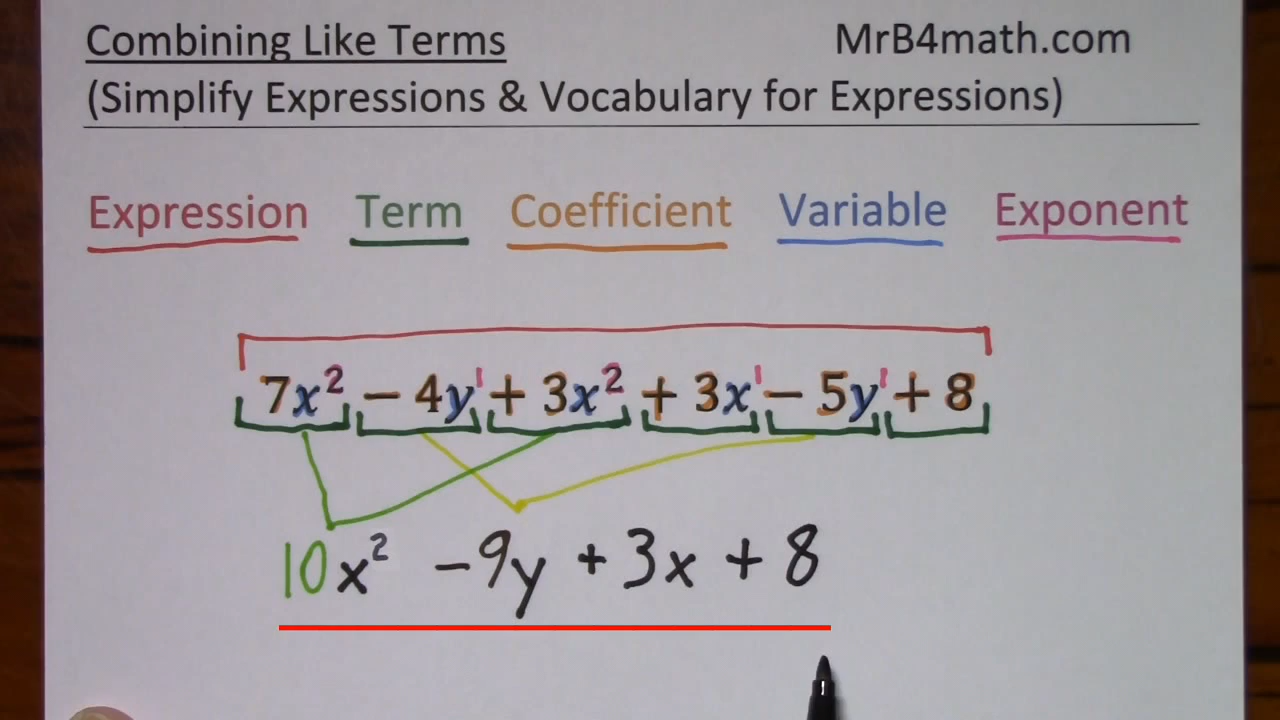 Combining Like Terms MrB4math.com
(Simplify Expressions & Vocabulary for Expressions)
Expression Term Coefficient Variable Exponent
7x² − 4y¹ + 3x² + 3x¹ − 5y¹ + 8
10x² − 9y + 3x + 8